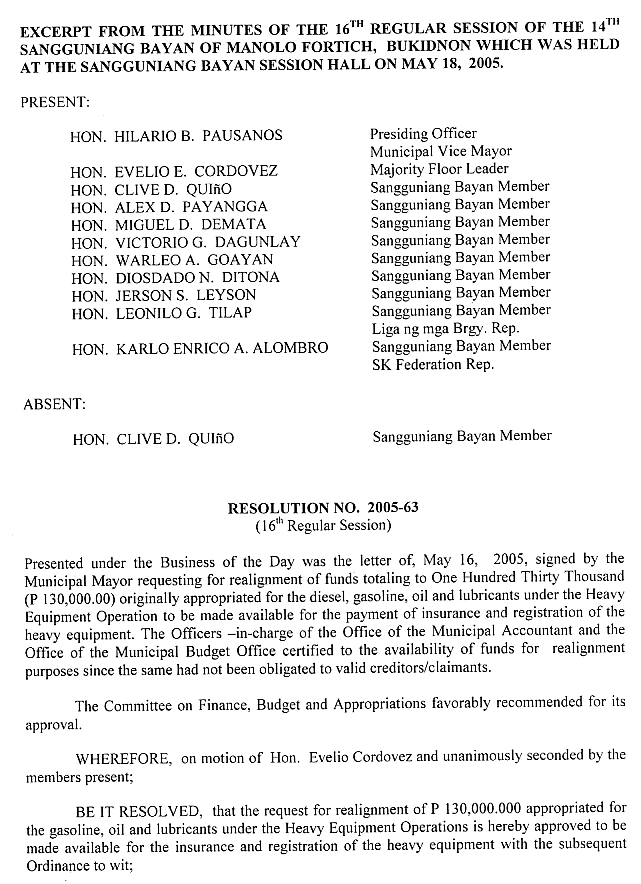 EXCERPT FROM THE MINUTES OF THE 16TH REGULAR SESSION OF THE 14TH
SANGGUNIANG BAYAN OF MANOLO FORTICH, BUKIDNON WHICH WAS HELD
AT THE SANGGUNIANG BAYAN SESSION HALL ON MAY 18, 2005.
PRESENT:
HON. HILARIO B. PAUSANOS Presiding Officer
Municipal Vice Mayor
HON. EVELIO E. CORDOVEZ Majority Floor Leader
HON. CLIVE D. QUIñO Sangguniang Bayan Member
HON. ALEX D. PAYANGGA Sangguniang Bayan Member
HON. MIGUEL D. DEMATA Sangguniang Bayan Member
HON. VICTORIO G. DAGUNLAY Sangguniang Bayan Member
HON. WARLEO A. GOAYAN Sangguniang Bayan Member
HON. DIOSDADO N. DITONA Sangguniang Bayan Member
HON. JERSON S. LEYSON Sangguniang Bayan Member
HON. LEONILO G. TILAP Sangguniang Bayan Member
Liga ng mga Brgy. Rep.
HON. KARLO ENRICO A. ALOMBRO Sangguniang Bayan Member
SK Federation Rep.
ABSENT:
HON. CLIVE D. QUIñO Sangguniang Bayan Member
RESOLUTION NO. 2005-63
(16th Regular Session)
Presented under the Business of the Day was the letter of, May 16, 2005, signed by the
Municipal Mayor requesting for realignment of funds totaling to One Hundred Thirty Thousand
(P 130,000.00) originally appropriated for the diesel, gasoline, oil and lubricants under the Heavy
Equipment Operation to be made available for the payment of insurance and registration of the
heavy equipment. The Officers –in-charge of the Office of the Municipal Accountant and the
Office of the Municipal Budget Office certified to the availability of funds for realignment
purposes since the same had not been obligated to valid creditors/claimants.
The Committee on Finance, Budget and Appropriations favorably recommended for its
approval.
WHEREFORE, on motion of Hon. Evelio Cordovez and unanimously seconded by the
members present;
BE IT RESOLVED, that the request for realignment of P 130,000.000 appropriated for
the gasoline, oil and lubricants under the Heavy Equipment Operations is hereby approved to be
made available for the insurance and registration of the heavy equipment with the subsequent
Ordinance to wit;